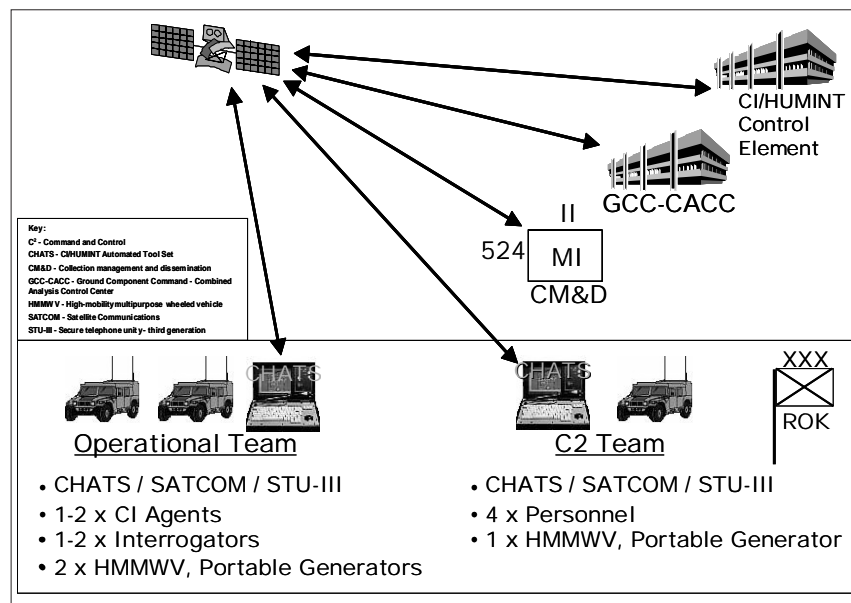 CI/HUMINT
Control
Element
GCC-CACC
II
524
MI
CM&D
Key:
C² - Command and Control
CHATS - CI/HUMINT Automated Tool Set
CM&D - Collection management and dissemination
GCC-CACC - Ground Component Command - Combined
Analysis Control Center
HMMWV - High-mobility multipurpose wheeled vehicle
SATCOM - Satellite Communications
STU-III - Secure telephone unity - third generation
CHATS
CHATS
XXX
ROK
Operational Team
• CHATS / SATCOM / STU-III
• 1-2 x CI Agents
• 1-2 x Interrogators
• 2 x HMMWV, Portable Generators
C2 Team
• CHATS / SATCOM / STU-III
• 4 x Personnel
• 1 x HMMWV, Portable Generator